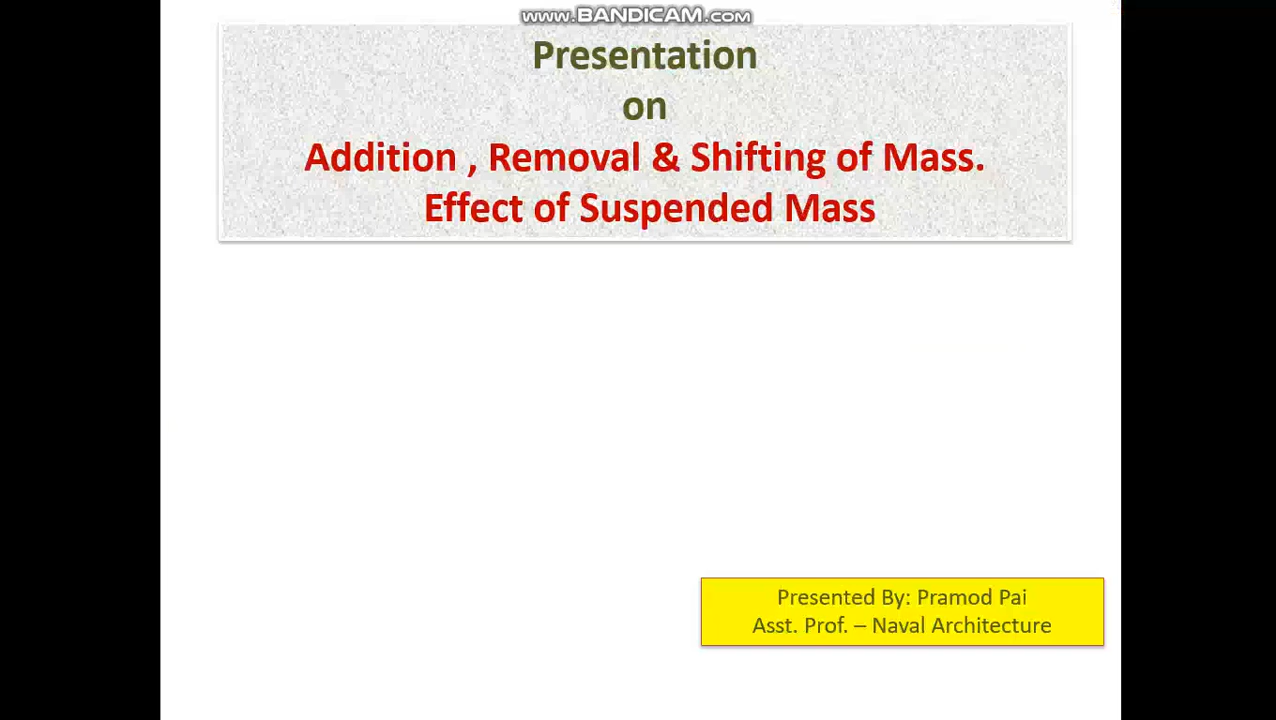 www.BANDICAM.com
Presentation
on
Addition , Removal & Shifting of Mass.
Effect of Suspended Mass
Presented By: Pramod Pai
Asst. Prof. – Naval Architecture